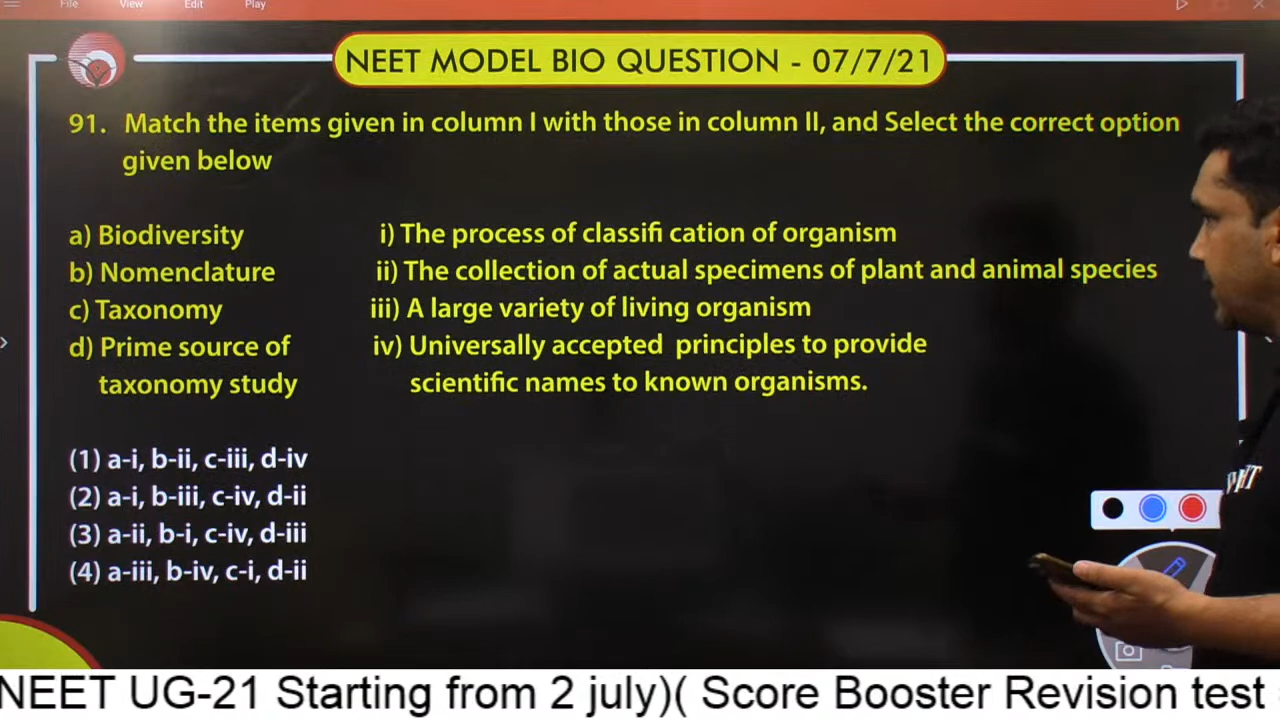 File View Edit Play
NEET MODEL BIO QUESTION - 07/7/21
91. Match the items given in column I with those in column II, and Select the correct option
given below
a) Biodiversity i) The process of classifi cation of organism
b) Nomenclature ii) The collection of actual specimens of plant and animal species
c) Taxonomy iii) A large variety of living organism
d) Prime source of iv) Universally accepted principles to provide
taxonomy study scientific names to known organisms.
(1) a-i, b-ii, c-iii, d-iv
(2) a-i, b-iii, c-iv, d-ii
(3) a-ii, b-i, c-iv, d-iii
(4) a-iii, b-iv, c-i, d-ii
NEET UG-21 Starting from 2 july)( Score Booster Revision test